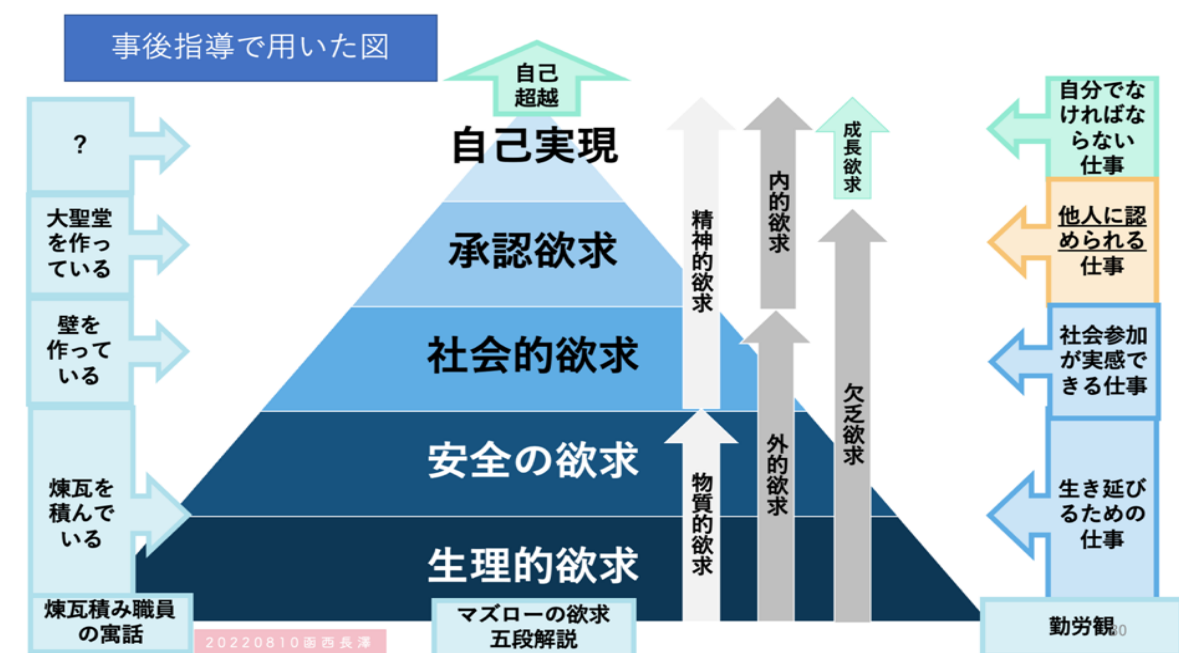 事後指導で用いた図
自己
超越
自己実現
承認欲求
社会的欲求
安全の欲求
生理的欲求
マズローの欲求
五段解説
?
大聖堂
を作っ
ている
壁を
作って
いる
煉瓦を
積んで
いる
煉瓦積み職員
の寓話
精神的欲求
物質的欲求
内的欲求
外的欲求
成長欲求
欠乏欲求
自分でな
ければな
らない
仕事
他人に認
められる
仕事
社会参加
が実感で
きる仕事
生き延び
るための
仕事
勤労観
20220810函西長澤
30